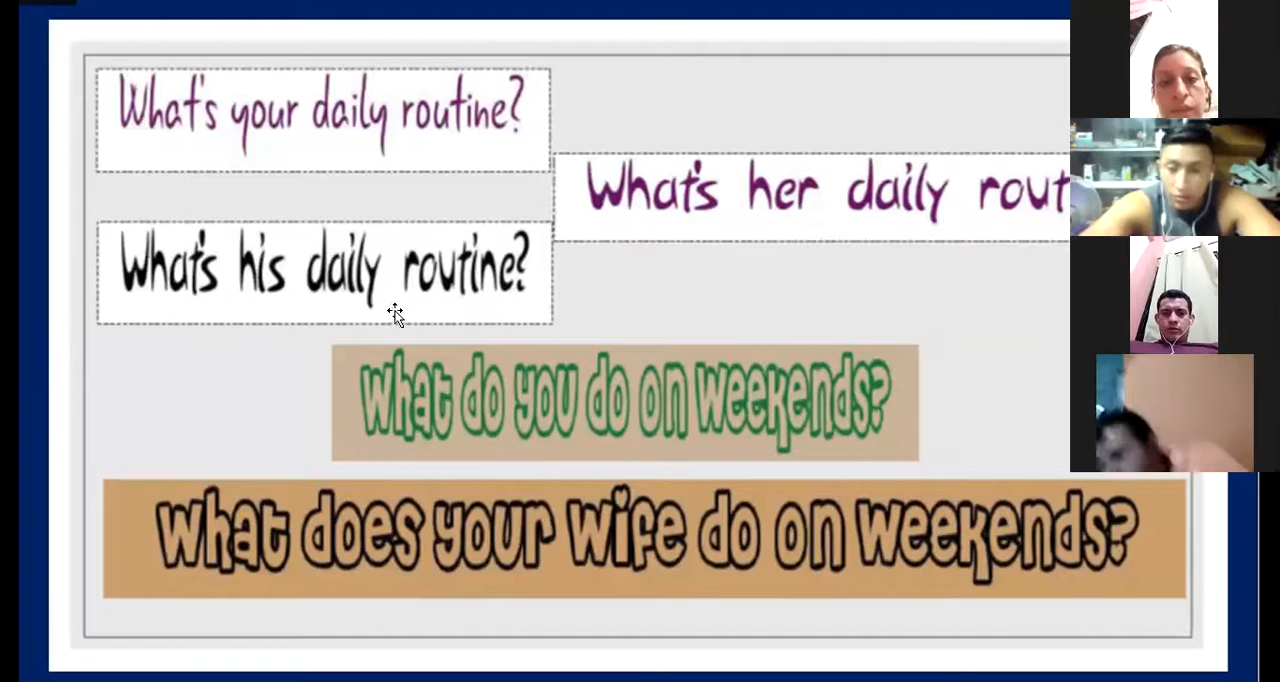 What's your daily routine?
What's her daily
What's his daily routine?
what do you do on weekends?
what does your wife do on weekends?